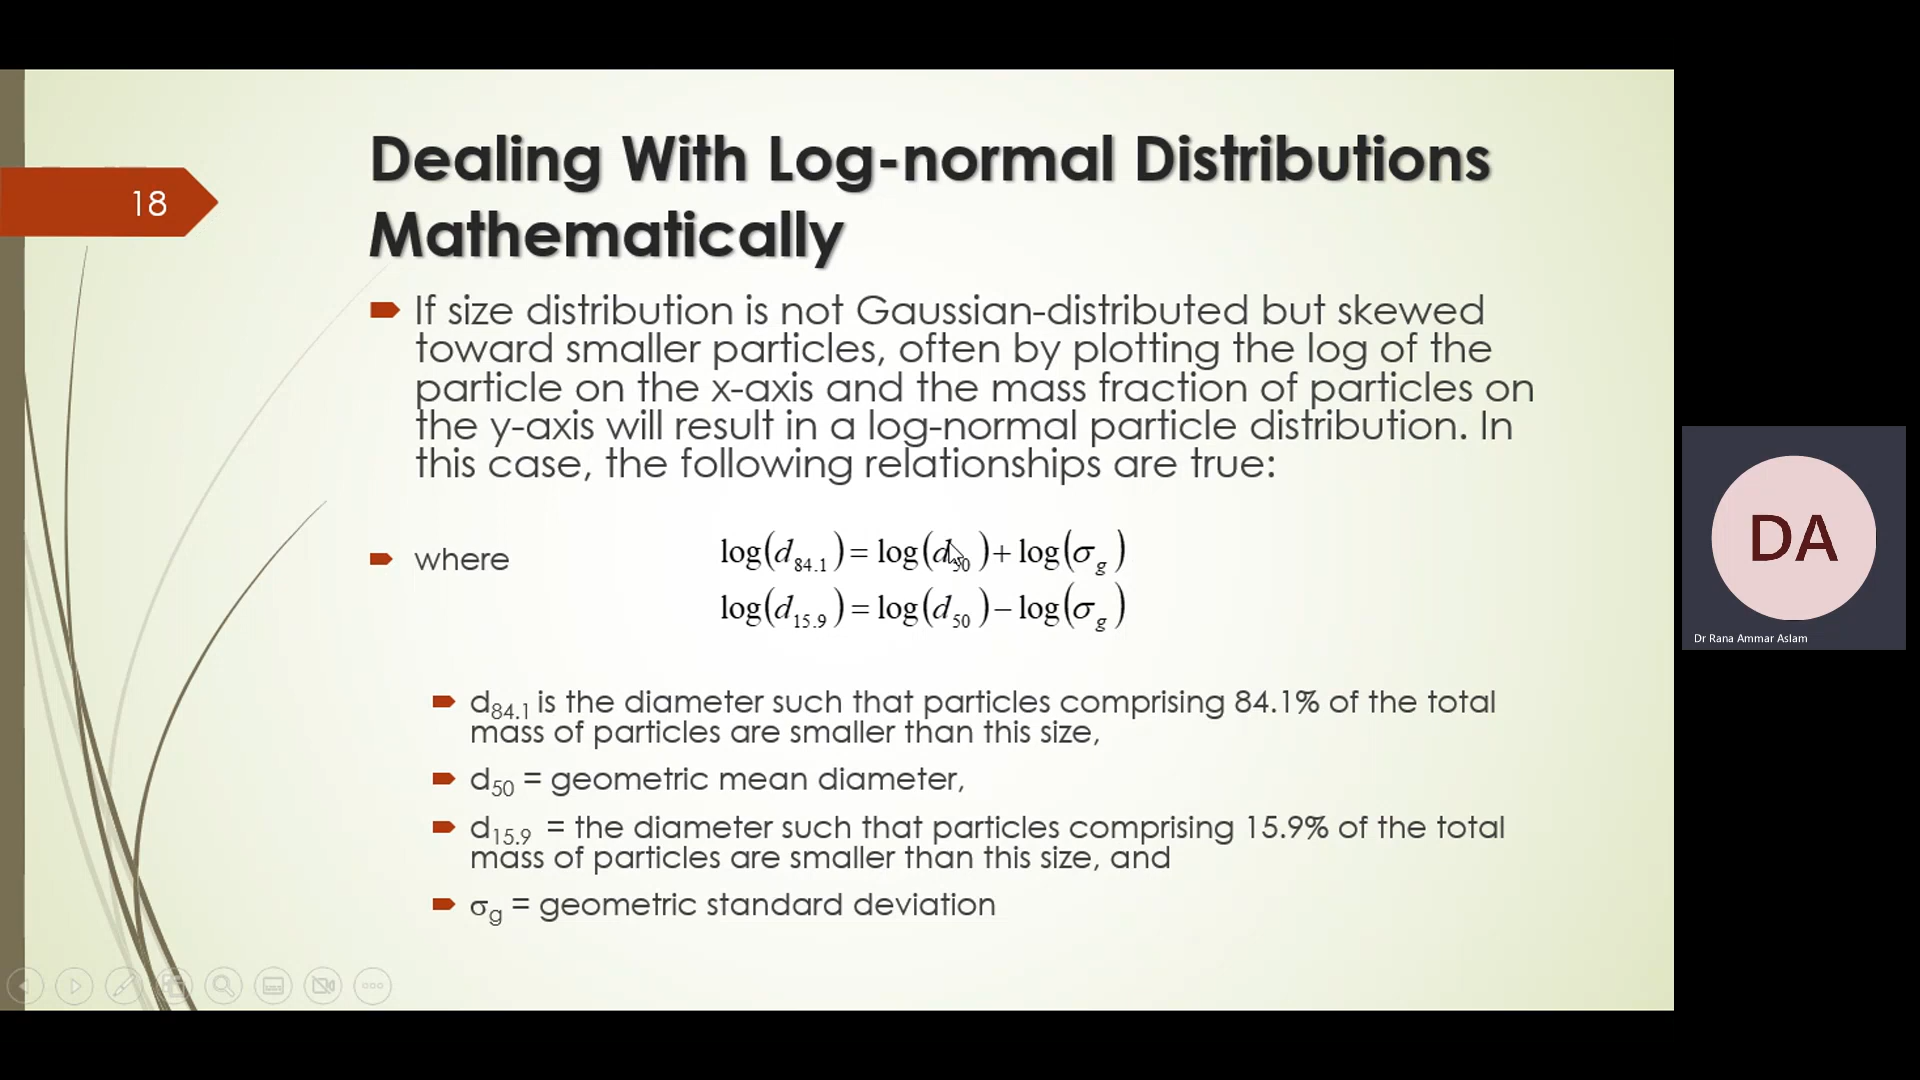 Dealing With Log-normal Distributions
Mathematically
18
If size distribution is not Gaussian-distributed but skewed
toward smaller particles, often by plotting the log of the
particle on the x-axis and the mass fraction of particles on
the y-axis will result in a log-normal particle distribution. In
this case, the following relationships are true:
where
log(d84.1) = log(d50) + log(σg)
log(d15.9) = log(d50) − log(σg)
d84.1 is the diameter such that particles comprising 84.1% of the total
mass of particles are smaller than this size,
d50 = geometric mean diameter,
d15.9 = the diameter such that particles comprising 15.9% of the total
mass of particles are smaller than this size, and
σg = geometric standard deviation
DA
Dr Rana Ammar Aslam